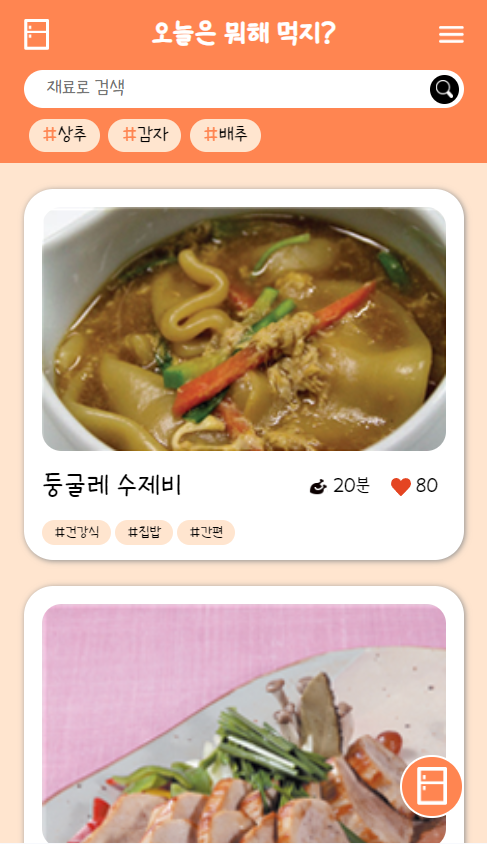 오늘은 뭐해 먹지?
재료로 검색
#상추 #감자 #배추
둥굴레 수제비 20분 80
#건강식 #집밥 #간편